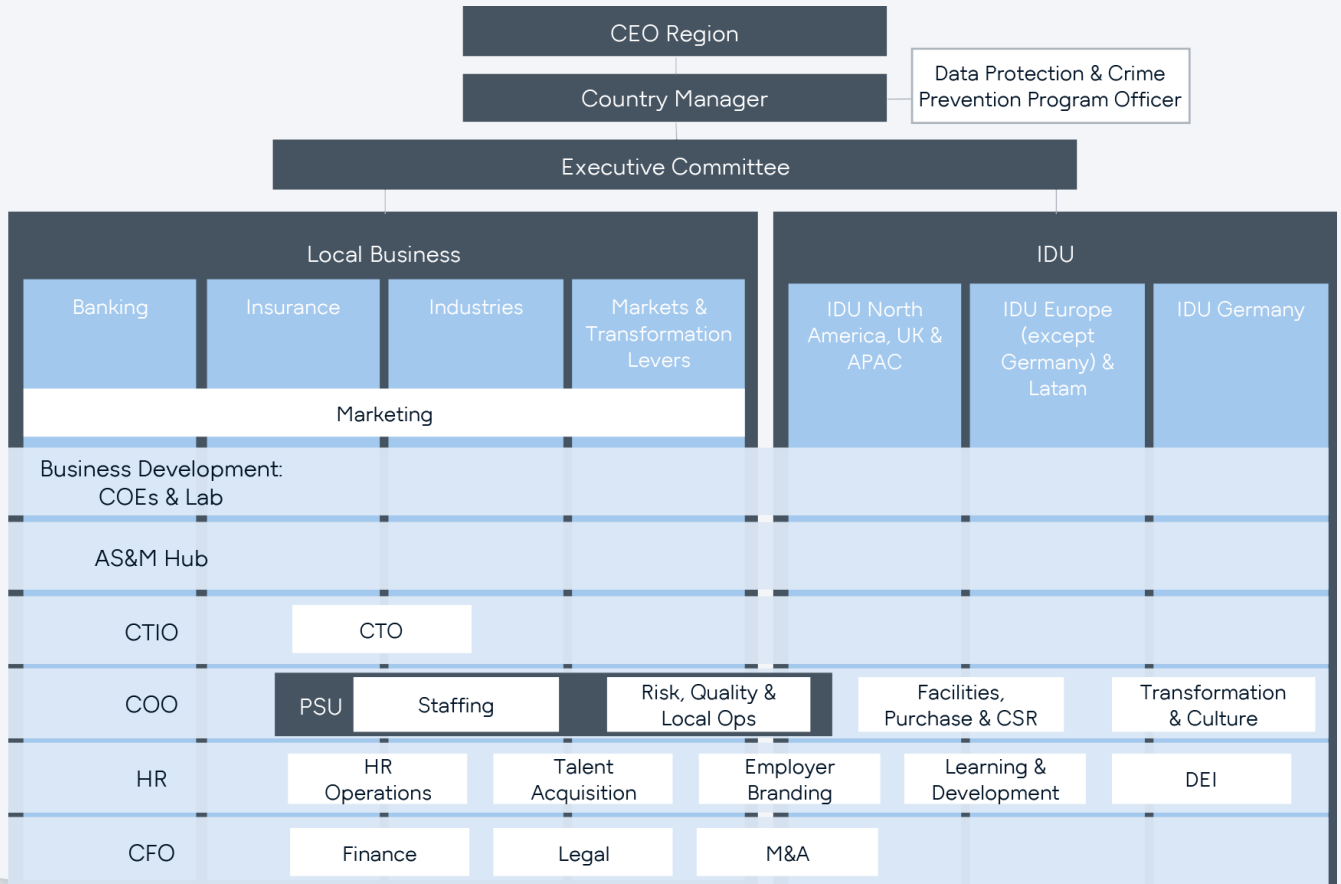 CEO Region
Country Manager
Data Protection & Crime
Prevention Program Officer
Executive Committee
Local Business
IDU
Banking
Insurance
Industries
Markets &
Transformation
Levers
IDU North
America, UK &
APAC
IDU Europe
(except
Germany) &
Latam
IDU Germany
Marketing
Business Development:
COEs & Lab
AS&M Hub
CTIO
CTO
COO
PSU
Staffing
Risk, Quality &
Local Ops
Facilities,
Purchase & CSR
Transformation
& Culture
HR
HR
Operations
Talent
Acquisition
Employer
Branding
Learning &
Development
DEI
CFO
Finance
Legal
M&A